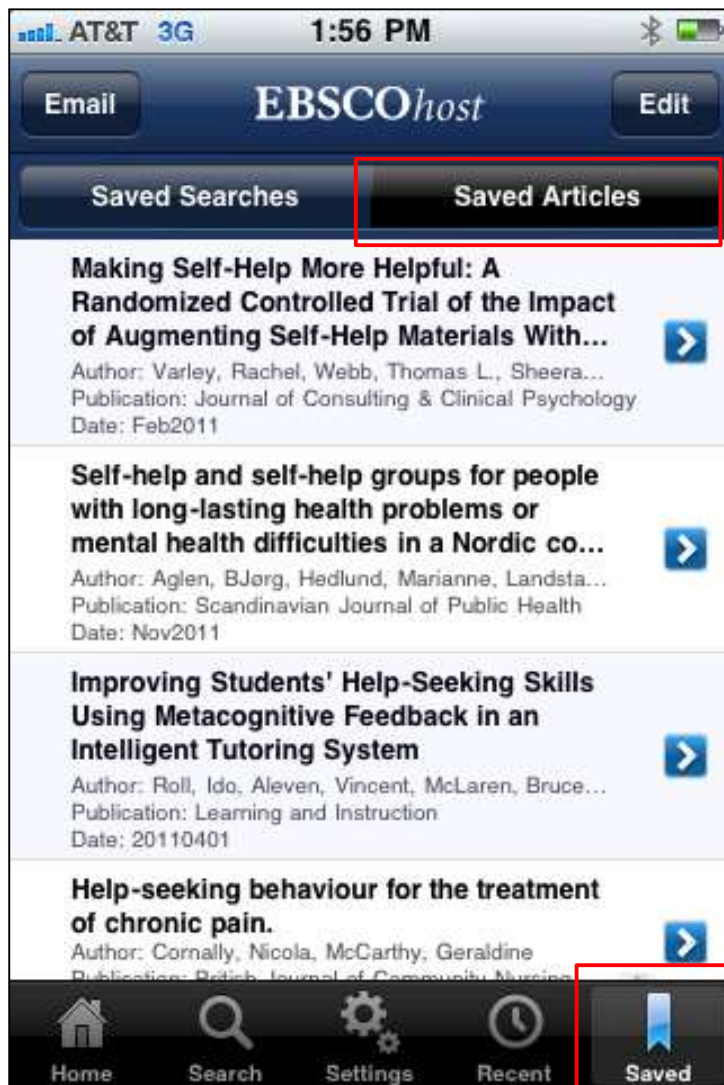 AT&T 3G 1:56 PM
Email EBSCOhost Edit
Saved Searches Saved Articles
Making Self-Help More Helpful: A
Randomized Controlled Trial of the Impact
of Augmenting Self-Help Materials With...
Author: Varley, Rachel, Webb, Thomas L., Sheera...
Publication: Journal of Consulting & Clinical Psychology
Date: Feb2011
Self-help and self-help groups for people
with long-lasting health problems or
mental health difficulties in a Nordic co...
Author: Aglen, BJørg, Hedlund, Marianne, Landsta...
Publication: Scandinavian Journal of Public Health
Date: Nov2011
Improving Students' Help-Seeking Skills
Using Metacognitive Feedback in an
Intelligent Tutoring System
Author: Roll, Ido, Aleven, Vincent, McLaren, Bruce...
Publication: Learning and Instruction
Date: 20110401
Help-seeking behaviour for the treatment
of chronic pain.
Author: Cornally, Nicola, McCarthy, Geraldine
Publication: British Journal of Community Nursing
Home Search Settings Recent Saved